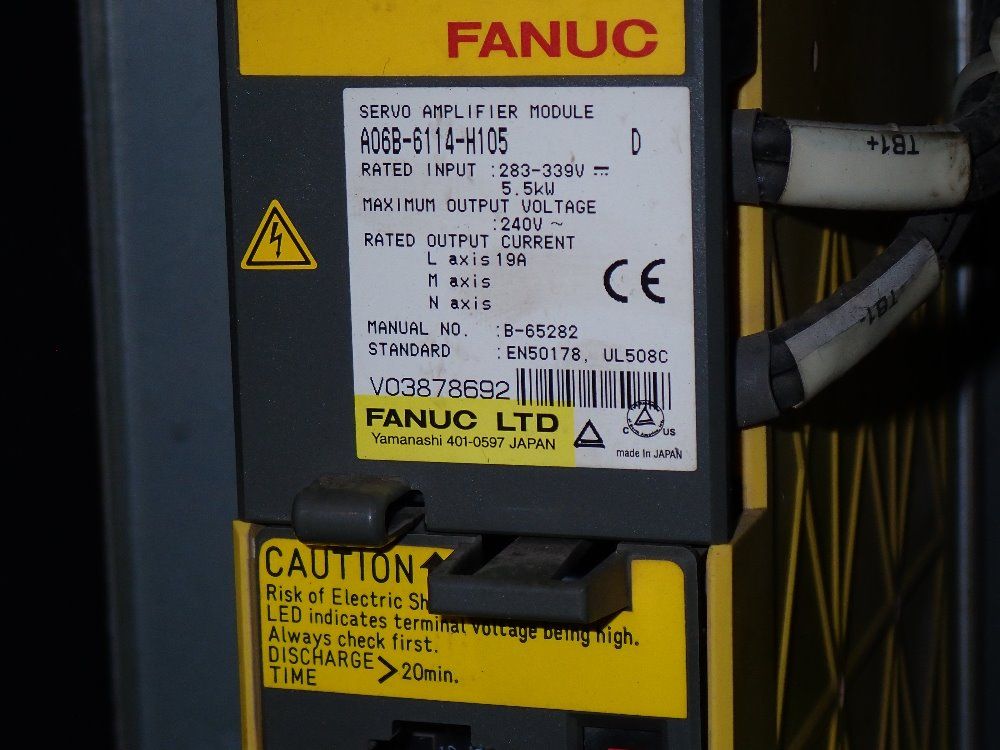 FANUC
SERVO AMPLIFIER MODULE
A06B-6114-H105 D
RATED INPUT :283-339V ⎓
5.5kW
MAXIMUM OUTPUT VOLTAGE
:240V ~
RATED OUTPUT CURRENT
L axis 19A
M axis
N axis
CE
MANUAL NO. :B-65282
STANDARD :EN50178, UL508C
V03878692
FANUC LTD
Yamanashi 401-0597 JAPAN
C US
made in JAPAN
TB1+
TB1-
CAUTION
Risk of Electric Sh
LED indicates terminal voltage being high.
Always check first.
DISCHARGE
TIME > 20min.